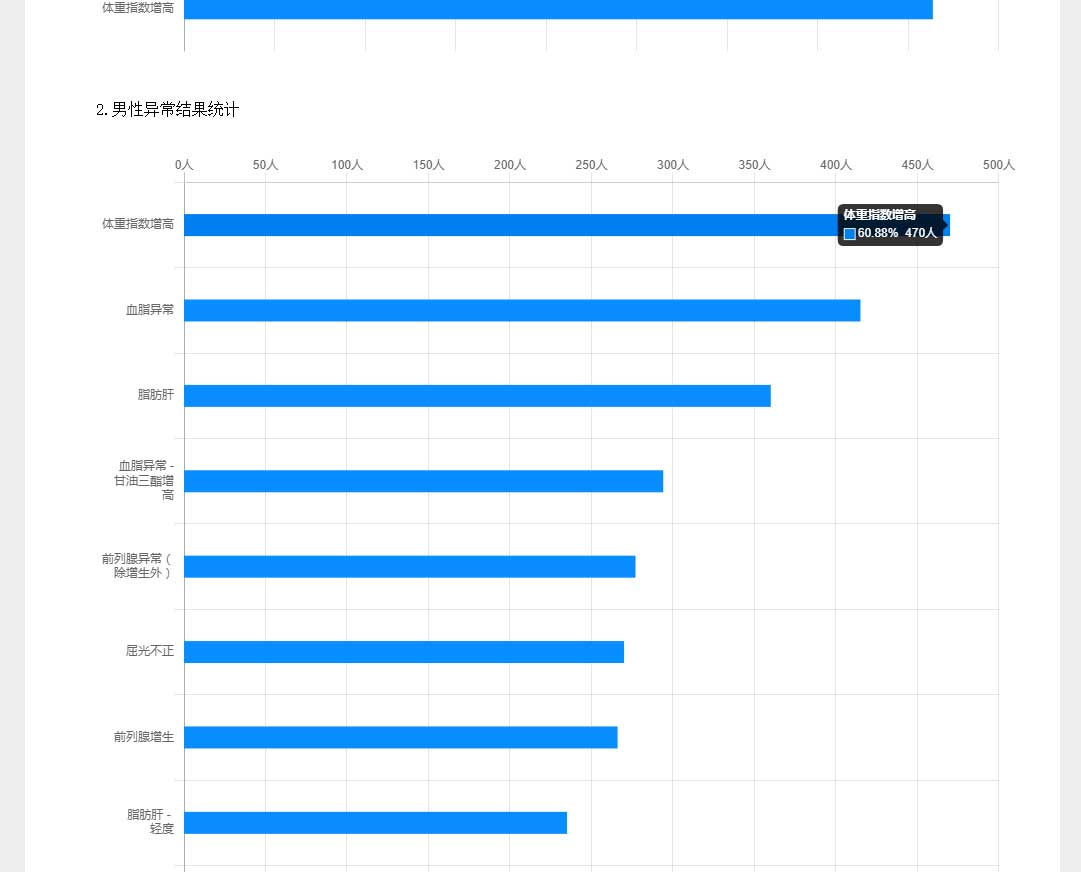 体重指数增高
2.男性异常结果统计
0人 50人 100人 150人 200人 250人 300人 350人 400人 450人 500人
体重指数增高
体重指数增高
60.88% 470人
血脂异常
脂肪肝
血脂异常 -
甘油三酯增
高
前列腺异常（
除增生外）
屈光不正
前列腺增生
脂肪肝 -
轻度